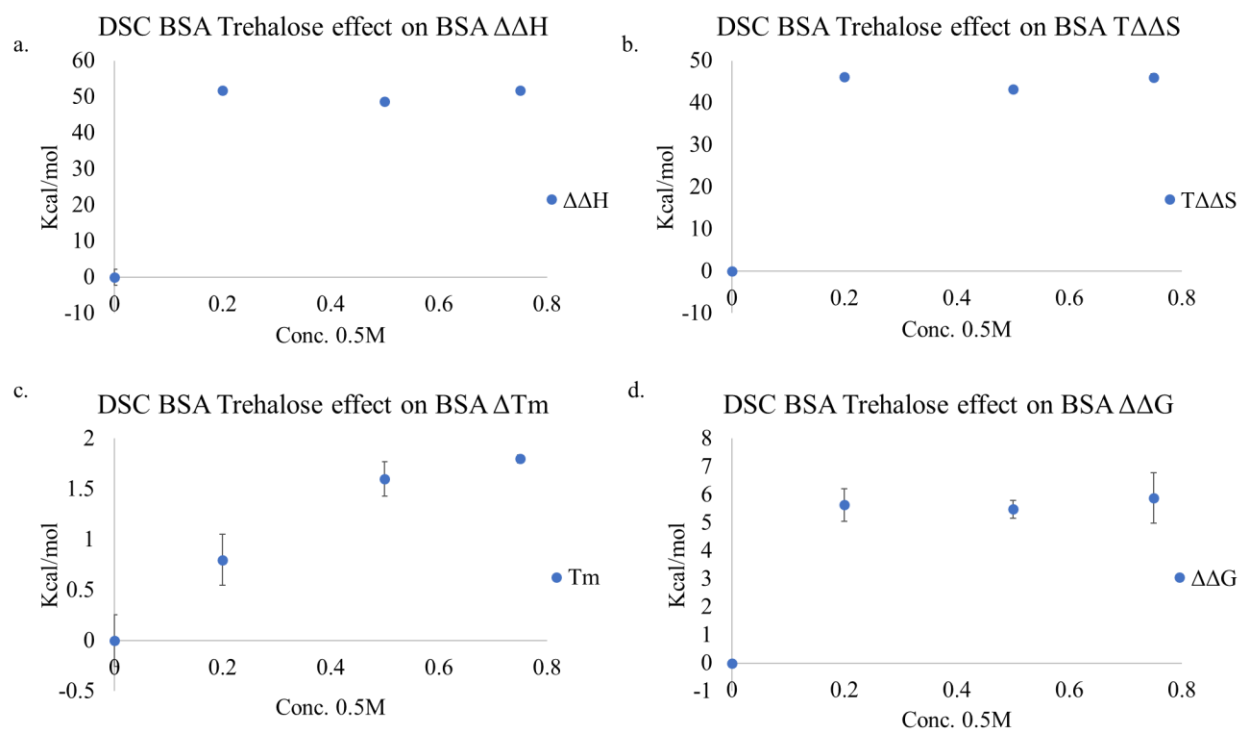 a.
DSC BSA Trehalose effect on BSA ΔΔH
60
50
40
30
20
10
0
-10
Kcal/mol
0 0.2 0.4 0.6 0.8
Conc. 0.5M
ΔΔH
b.
DSC BSA Trehalose effect on BSA TΔΔS
50
40
30
20
10
0
-10
Kcal/mol
0 0.2 0.4 0.6 0.8
Conc. 0.5M
TΔΔS
c.
DSC BSA Trehalose effect on BSA ΔTm
2
1.5
1
0.5
0
-0.5
Kcal/mol
0 0.2 0.4 0.6 0.8
Conc. 0.5M
Tm
d.
DSC BSA Trehalose effect on BSA ΔΔG
8
7
6
5
4
3
2
1
0
-1
Kcal/mol
0 0.2 0.4 0.6 0.8
Conc. 0.5M
ΔΔG